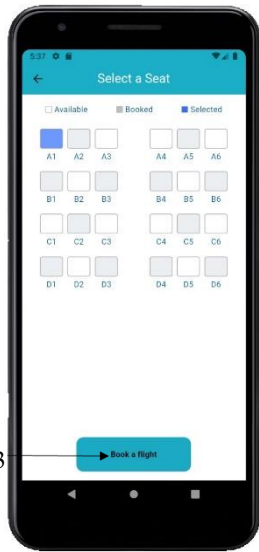 5:37
Select a Seat
Available Booked Selected
A1 A2 A3 A4 A5 A6
B1 B2 B3 B4 B5 B6
C1 C2 C3 C4 C5 C6
D1 D2 D3 D4 D5 D6
Book a flight